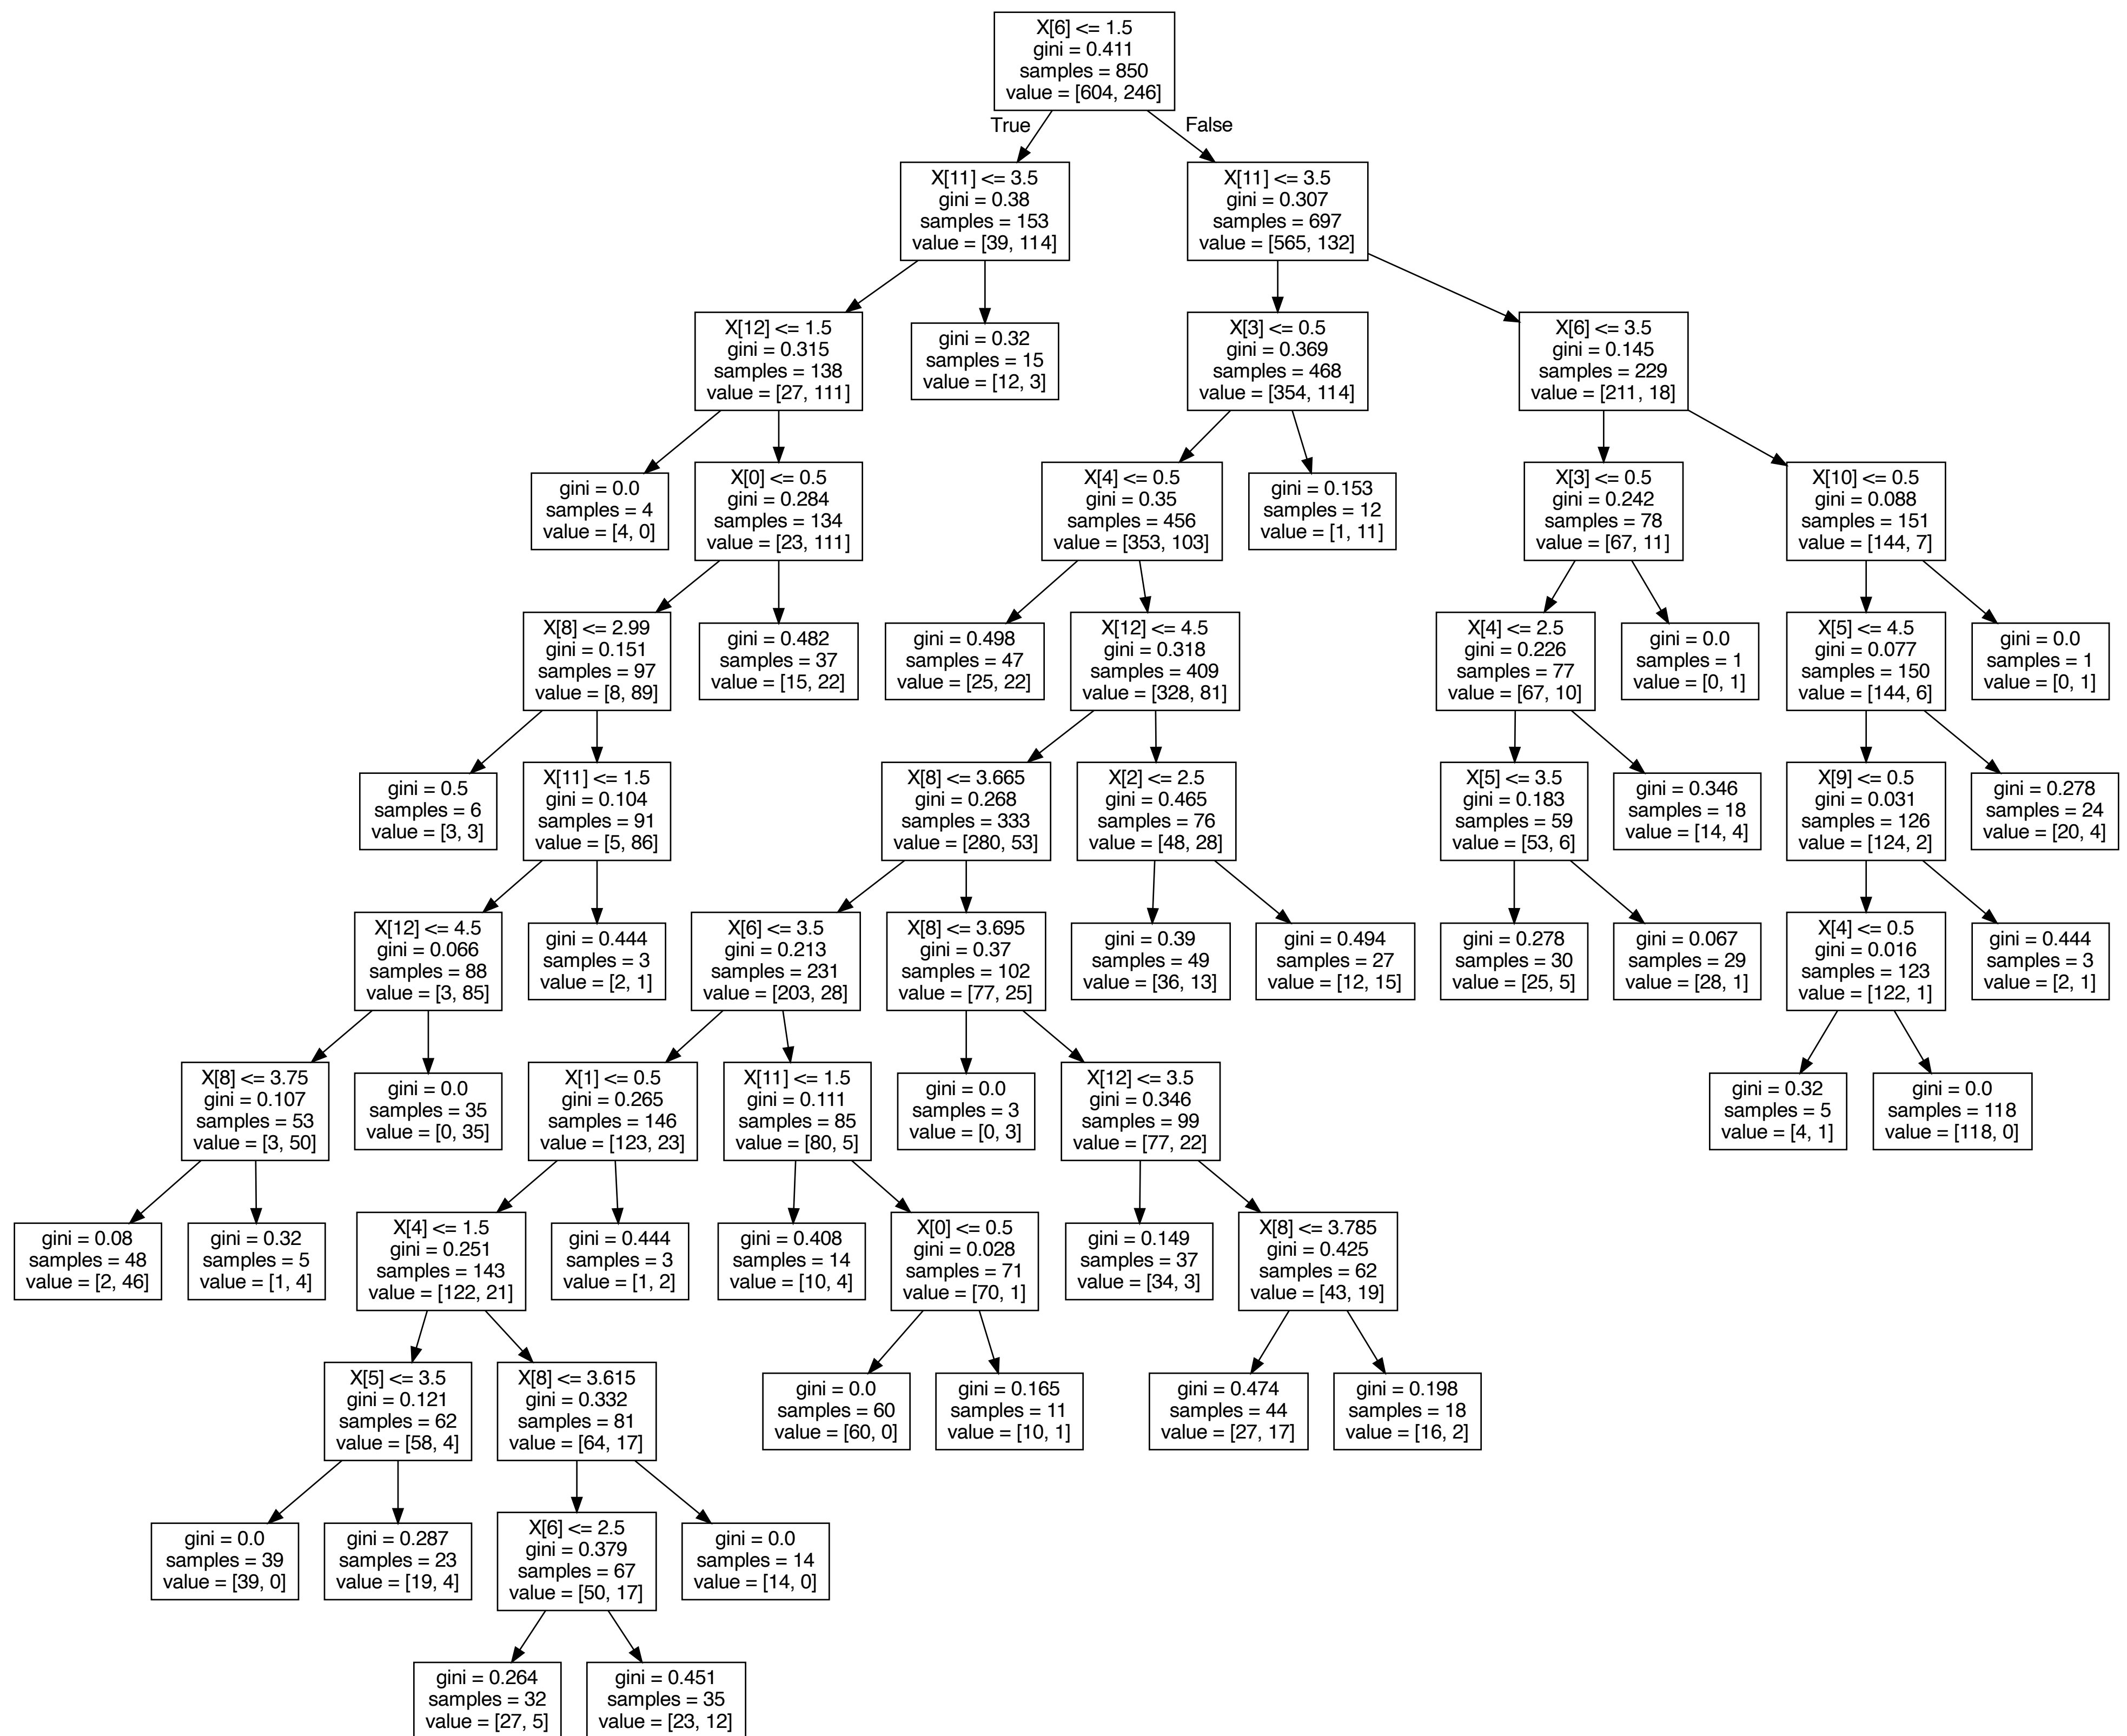 X[6] <= 1.5
gini = 0.411
samples = 850
value = [604, 246]
True
False
X[11] <= 3.5
gini = 0.38
samples = 153
value = [39, 114]
X[11] <= 3.5
gini = 0.307
samples = 697
value = [565, 132]
X[12] <= 1.5
gini = 0.315
samples = 138
value = [27, 111]
gini = 0.32
samples = 15
value = [12, 3]
X[3] <= 0.5
gini = 0.369
samples = 468
value = [354, 114]
X[6] <= 3.5
gini = 0.145
samples = 229
value = [211, 18]
gini = 0.0
samples = 4
value = [4, 0]
X[0] <= 0.5
gini = 0.284
samples = 134
value = [23, 111]
X[4] <= 0.5
gini = 0.35
samples = 456
value = [353, 103]
gini = 0.153
samples = 12
value = [1, 11]
X[3] <= 0.5
gini = 0.242
samples = 78
value = [67, 11]
X[10] <= 0.5
gini = 0.088
samples = 151
value = [144, 7]
X[8] <= 2.99
gini = 0.151
samples = 97
value = [8, 89]
gini = 0.482
samples = 37
value = [15, 22]
gini = 0.498
samples = 47
value = [25, 22]
X[12] <= 4.5
gini = 0.318
samples = 409
value = [328, 81]
X[4] <= 2.5
gini = 0.226
samples = 77
value = [67, 10]
gini = 0.0
samples = 1
value = [0, 1]
X[5] <= 4.5
gini = 0.077
samples = 150
value = [144, 6]
gini = 0.0
samples = 1
value = [0, 1]
gini = 0.5
samples = 6
value = [3, 3]
X[11] <= 1.5
gini = 0.104
samples = 91
value = [5, 86]
X[8] <= 3.665
gini = 0.268
samples = 333
value = [280, 53]
X[2] <= 2.5
gini = 0.465
samples = 76
value = [48, 28]
X[5] <= 3.5
gini = 0.183
samples = 59
value = [53, 6]
gini = 0.346
samples = 18
value = [14, 4]
X[9] <= 0.5
gini = 0.031
samples = 126
value = [124, 2]
gini = 0.278
samples = 24
value = [20, 4]
X[12] <= 4.5
gini = 0.066
samples = 88
value = [3, 85]
gini = 0.444
samples = 3
value = [2, 1]
X[6] <= 3.5
gini = 0.213
samples = 231
value = [203, 28]
X[8] <= 3.695
gini = 0.37
samples = 102
value = [77, 25]
gini = 0.39
samples = 49
value = [36, 13]
gini = 0.494
samples = 27
value = [12, 15]
gini = 0.278
samples = 30
value = [25, 5]
gini = 0.067
samples = 29
value = [28, 1]
X[4] <= 0.5
gini = 0.016
samples = 123
value = [122, 1]
gini = 0.444
samples = 3
value = [2, 1]
X[8] <= 3.75
gini = 0.107
samples = 53
value = [3, 50]
gini = 0.0
samples = 35
value = [0, 35]
X[1] <= 0.5
gini = 0.265
samples = 146
value = [123, 23]
X[11] <= 1.5
gini = 0.111
samples = 85
value = [80, 5]
gini = 0.0
samples = 3
value = [0, 3]
X[12] <= 3.5
gini = 0.346
samples = 99
value = [77, 22]
gini = 0.32
samples = 5
value = [4, 1]
gini = 0.0
samples = 118
value = [118, 0]
gini = 0.08
samples = 48
value = [2, 46]
gini = 0.32
samples = 5
value = [1, 4]
X[4] <= 1.5
gini = 0.251
samples = 143
value = [122, 21]
gini = 0.444
samples = 3
value = [1, 2]
gini = 0.408
samples = 14
value = [10, 4]
X[0] <= 0.5
gini = 0.028
samples = 71
value = [70, 1]
gini = 0.149
samples = 37
value = [34, 3]
X[8] <= 3.785
gini = 0.425
samples = 62
value = [43, 19]
X[5] <= 3.5
gini = 0.121
samples = 62
value = [58, 4]
X[8] <= 3.615
gini = 0.332
samples = 81
value = [64, 17]
gini = 0.0
samples = 60
value = [60, 0]
gini = 0.165
samples = 11
value = [10, 1]
gini = 0.474
samples = 44
value = [27, 17]
gini = 0.198
samples = 18
value = [16, 2]
gini = 0.0
samples = 39
value = [39, 0]
gini = 0.287
samples = 23
value = [19, 4]
X[6] <= 2.5
gini = 0.379
samples = 67
value = [50, 17]
gini = 0.0
samples = 14
value = [14, 0]
gini = 0.264
samples = 32
value = [27, 5]
gini = 0.451
samples = 35
value = [23, 12]